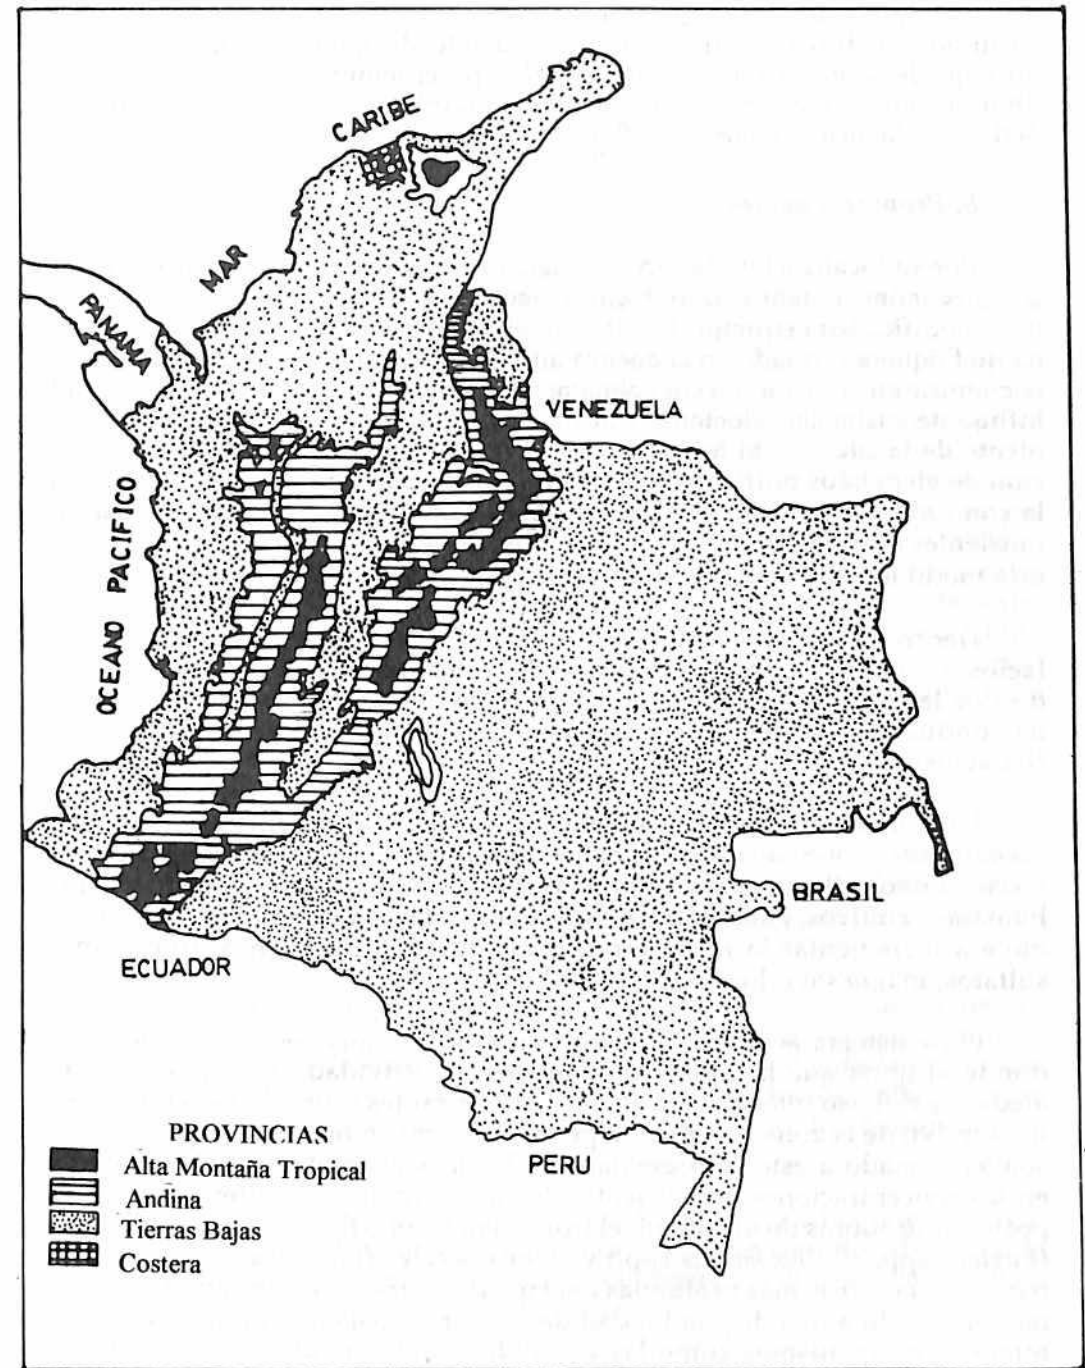 CARIBE
MAR
PANAMA
VENEZUELA
OCEANO PACIFICO
BRASIL
ECUADOR
PERU
PROVINCIAS
Alta Montaña Tropical
Andina
Tierras Bajas
Costera